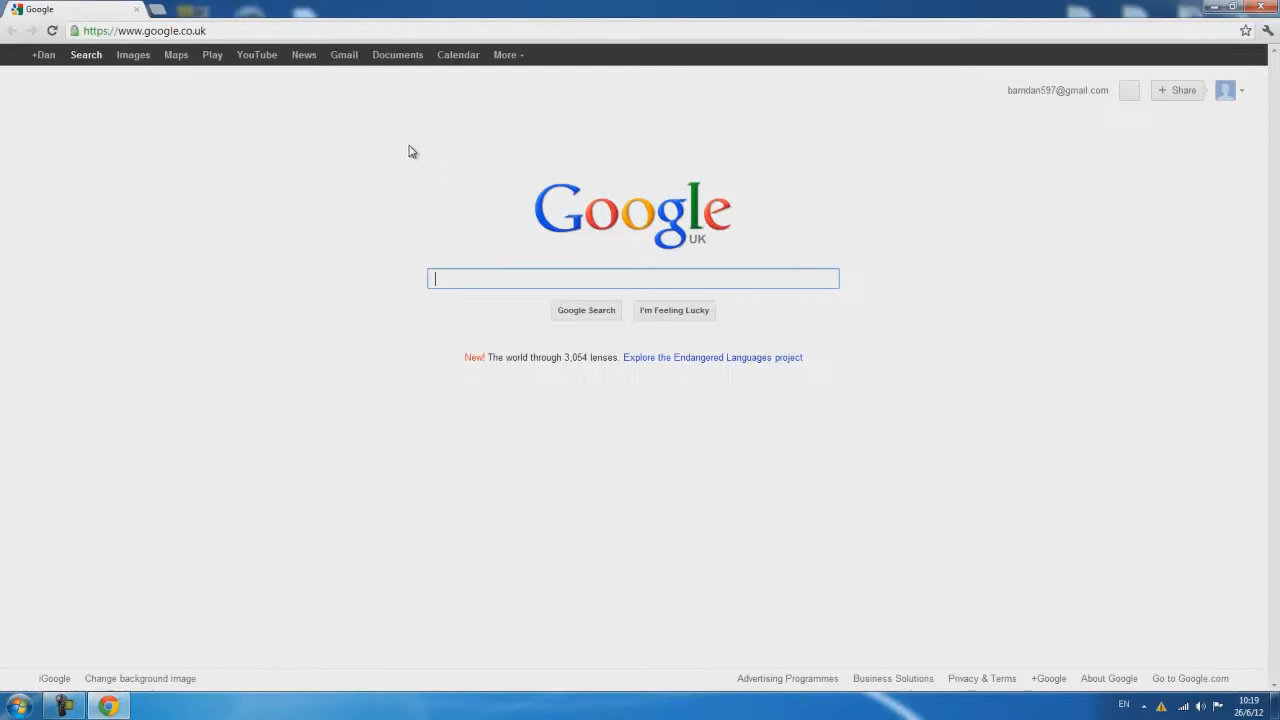 Google
https://www.google.co.uk
+Dan Search Images Maps Play YouTube News Gmail Documents Calendar More
bamdan597@gmail.com + Share
Google
UK
Google Search I'm Feeling Lucky
New! The world through 3,054 lenses. Explore the Endangered Languages project
iGoogle Change background image Advertising Programmes Business Solutions Privacy & Terms +Google About Google Go to Google.com
EN 10:19
26/6/12